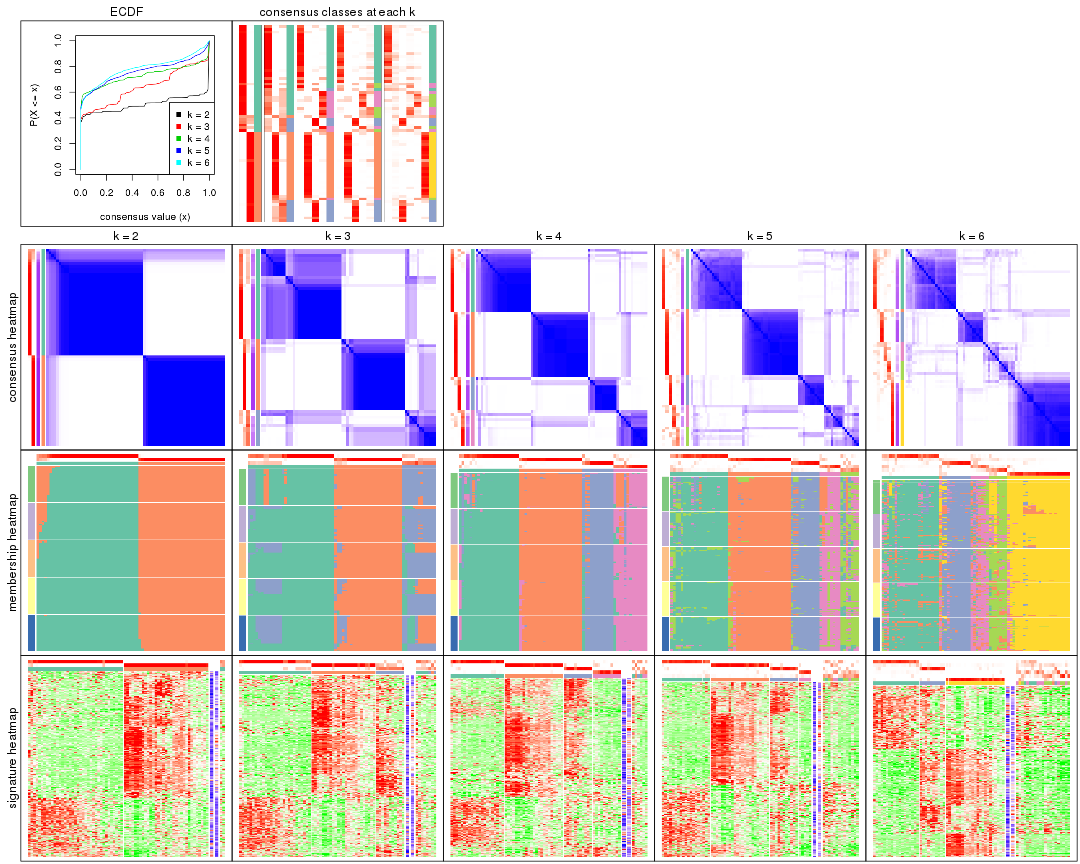 ECDF
consensus classes at each k
P(X <= x)
0.0 0.2 0.4 0.6 0.8 1.0
k = 2
k = 3
k = 4
k = 5
k = 6
0.0 0.2 0.4 0.6 0.8 1.0
consensus value (x)
k = 2 k = 3 k = 4 k = 5 k = 6
consensus heatmap
membership heatmap
signature heatmap